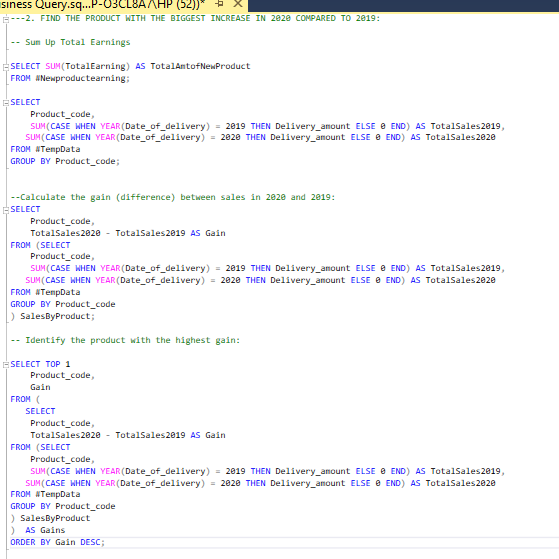 siness Query.sq...P-O3CL8A7\HP (52))*
---2. FIND THE PRODUCT WITH THE BIGGEST INCREASE IN 2020 COMPARED TO 2019:
-- Sum Up Total Earnings
SELECT SUM(TotalEarning) AS TotalAmtofNewProduct
FROM #Newproductearning;
SELECT
Product_code,
SUM(CASE WHEN YEAR(Date_of_delivery) = 2019 THEN Delivery_amount ELSE 0 END) AS TotalSales2019,
SUM(CASE WHEN YEAR(Date_of_delivery) = 2020 THEN Delivery_amount ELSE 0 END) AS TotalSales2020
FROM #TempData
GROUP BY Product_code;
--Calculate the gain (difference) between sales in 2020 and 2019:
SELECT
Product_code,
TotalSales2020 - TotalSales2019 AS Gain
FROM (SELECT
Product_code,
SUM(CASE WHEN YEAR(Date_of_delivery) = 2019 THEN Delivery_amount ELSE 0 END) AS TotalSales2019,
SUM(CASE WHEN YEAR(Date_of_delivery) = 2020 THEN Delivery_amount ELSE 0 END) AS TotalSales2020
FROM #TempData
GROUP BY Product_code
) SalesByProduct;
-- Identify the product with the highest gain:
SELECT TOP 1
Product_code,
Gain
FROM (
SELECT
Product_code,
TotalSales2020 - TotalSales2019 AS Gain
FROM (SELECT
Product_code,
SUM(CASE WHEN YEAR(Date_of_delivery) = 2019 THEN Delivery_amount ELSE 0 END) AS TotalSales2019,
SUM(CASE WHEN YEAR(Date_of_delivery) = 2020 THEN Delivery_amount ELSE 0 END) AS TotalSales2020
FROM #TempData
GROUP BY Product_code
) SalesByProduct
) AS Gains
ORDER BY Gain DESC;